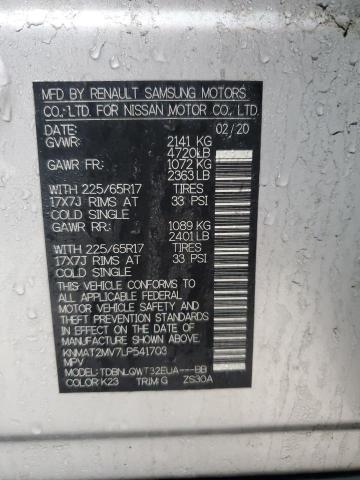 MFD BY RENAULT SAMSUNG MOTORS
CO., LTD. FOR NISSAN MOTOR CO., LTD.
DATE: 02/20
GVWR: 2141 KG
4720LB
GAWR FR: 1072 KG
2363 LB
WITH 225/65R17 TIRES
17X7J RIMS AT 33 PSI
COLD SINGLE
GAWR RR: 1089 KG
2401 LB
WITH 225/65R17 TIRES
17X7J RIMS AT 33 PSI
COLD SINGLE
THIS VEHICLE CONFORMS TO
ALL APPLICABLE FEDERAL
MOTOR VEHICLE SAFETY BUMPER,
AND THEFT PREVENTION STANDARDS
IN EFFECT ON THE DATE OF
MANUFACTURE SHOWN ABOVE.
KNMAT2MV7LP541703
MPV
MODEL: TDBNLQWT32EUA---BB
COLOR: K23 TRIM: G ZS30A